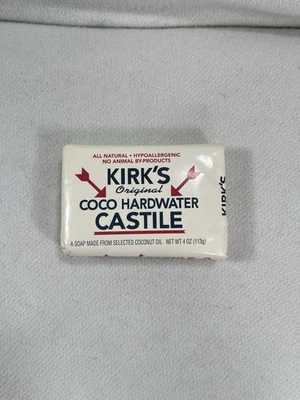 ALL NATURAL • HYPOALLERGENIC
NO ANIMAL BY-PRODUCTS
KIRK'S
Original
COCO HARDWATER
CASTILE
A SOAP MADE FROM SELECTED COCONUT OIL NET WT 4 OZ (113g)
KIRK'S